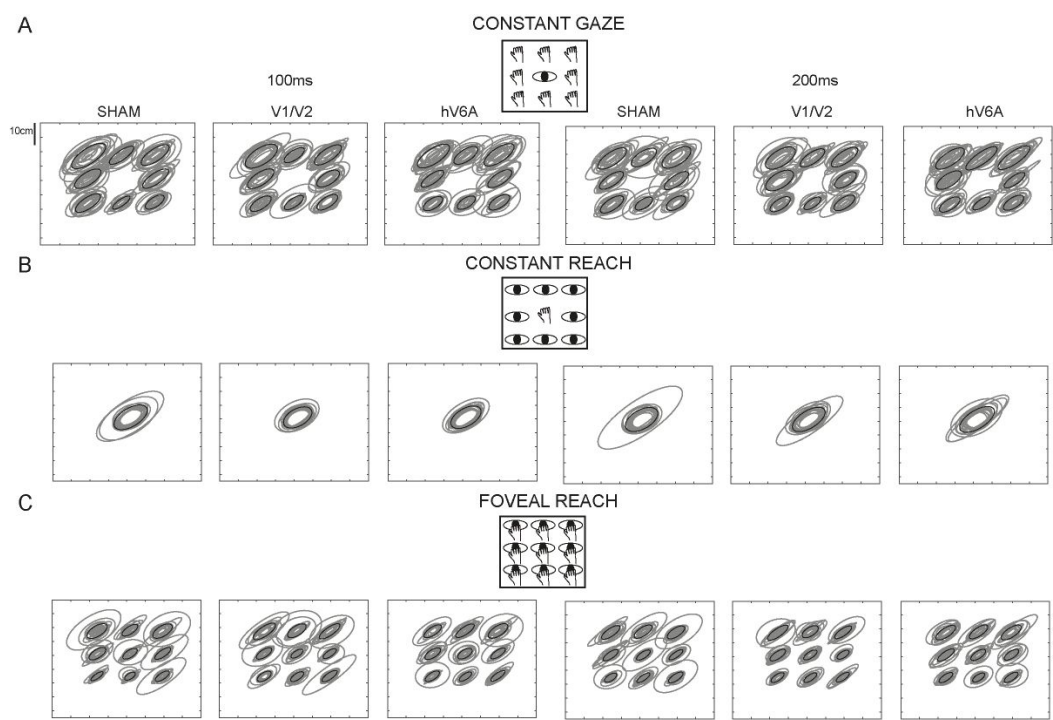 A
CONSTANT GAZE
100ms
200ms
SHAM V1/V2 hV6A SHAM V1/V2 hV6A
10cm
B
CONSTANT REACH
C
FOVEAL REACH